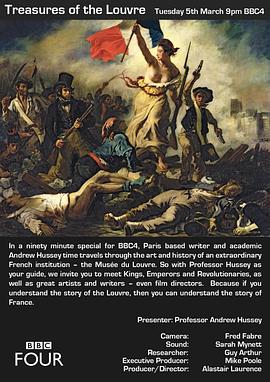 Treasures of the Louvre Tuesday 5th March 9pm BBC4
In a ninety minute special for BBC4, Paris based writer and academic
Andrew Hussey time travels through the art and history of an extraordinary
French institution – the Musée du Louvre. So with Professor Hussey as
your guide, we invite you to meet Kings, Emperors and Revolutionaries, as
well as great artists and writers – even film directors. Because if you
understand the story of the Louvre, then you can understand the story of
France.
Presenter: Professor Andrew Hussey
Camera: Fred Fabre
Sound: Sarah Mynett
Researcher: Guy Arthur
Executive Producer: Mike Poole
Producer/Director: Alastair Laurence
BBC
FOUR